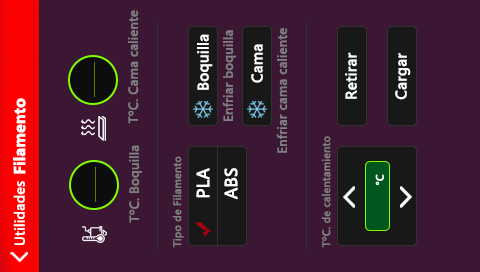 Utilidades Filamento
T°C. Boquilla
T°C. Cama caliente
Tipo de Filamento
PLA
ABS
Boquilla
Enfriar boquilla
Cama
Enfriar cama caliente
T°C. de calentamiento
°C
Retirar
Cargar